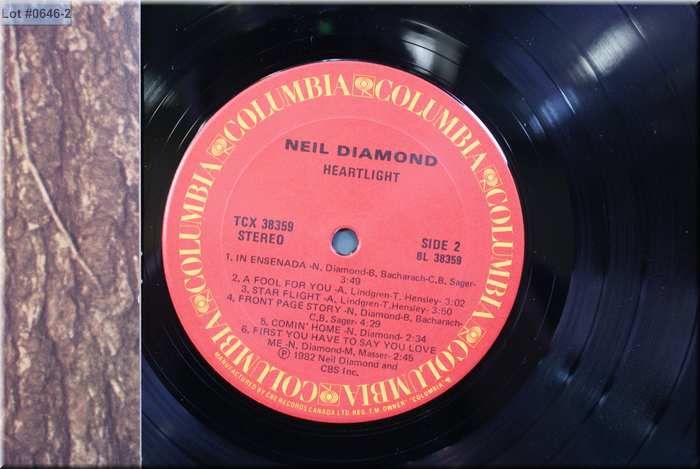 Lot #0646-2
COLUMBIA COLUMBIA COLUMBIA COLUMBIA COLUMBIA COLUMBIA
NEIL DIAMOND
HEARTLIGHT
TCX 38359
STEREO
SIDE 2
BL 38359
1. IN ENSENADA -N. Diamond-B. Bacharach-C.B. Sager-
3:49
2. A FOOL FOR YOU -A. Lindgren-T. Hensley- 3:02
3. STAR FLIGHT -A. Lindgren-T.Hensley- 3:50
4. FRONT PAGE STORY -N. Diamond-B. Bacharach-
C.B. Sager- 4:29
5. COMIN' HOME -N. Diamond- 2:34
6. FIRST YOU HAVE TO SAY YOU LOVE
ME -N. Diamond-M. Masser- 2:45
℗ 1982 Neil Diamond and
CBS Inc.
MANUFACTURED BY CBS RECORDS CANADA LTD. REG. T.M. OWNER "COLUMBIA" &